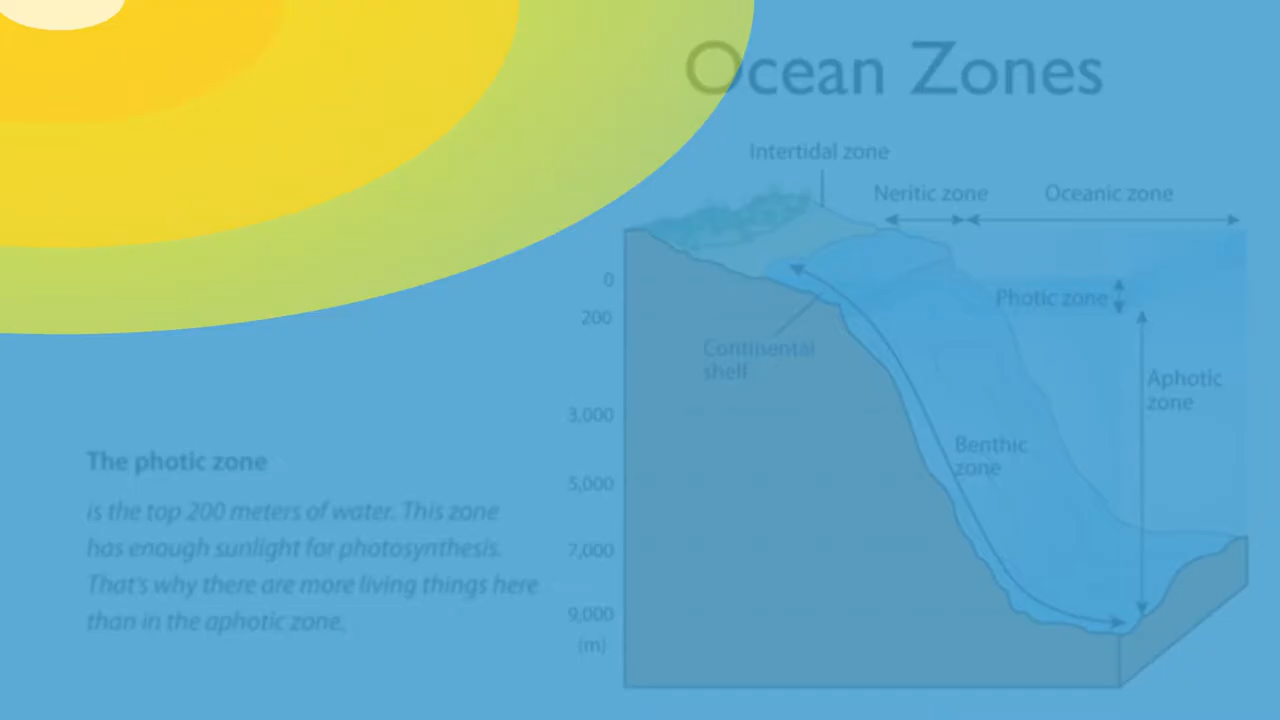 Ocean Zones
Intertidal zone
Neritic zone
Oceanic zone
0
Photic zone
200
Continental
shelf
Aphotic
zone
3,000
Benthic
zone
The photic zone
5,000
is the top 200 meters of water. This zone
has enough sunlight for photosynthesis.
7,000
That's why there are more living things here
than in the aphotic zone.
9,000
(m)